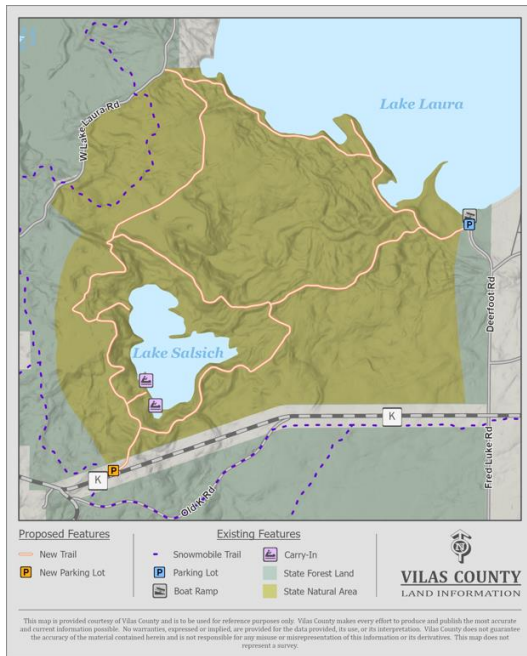 W Lake Laura Rd
Lake Laura
P
Deerfoot Rd
Lake Salsich
K
Fred Luke Rd
P
K
Old K Rd
Proposed Features
New Trail
P New Parking Lot
Existing Features
Snowmobile Trail
P Parking Lot
Boat Ramp
Carry-In
State Forest Land
State Natural Area
N
VILAS COUNTY
LAND INFORMATION
This map is provided courtesy of Vilas County and is to be used for reference purposes only. Vilas County makes every effort to produce and publish the most accurate
and current information possible. No warranties, expressed or implied, are provided for the data provided, its use, or its interpretation. Vilas County does not guarantee
the accuracy of the material contained herein and is not responsible for any misuse or misrepresentation of this information or its derivatives. This map does not
represent a survey.